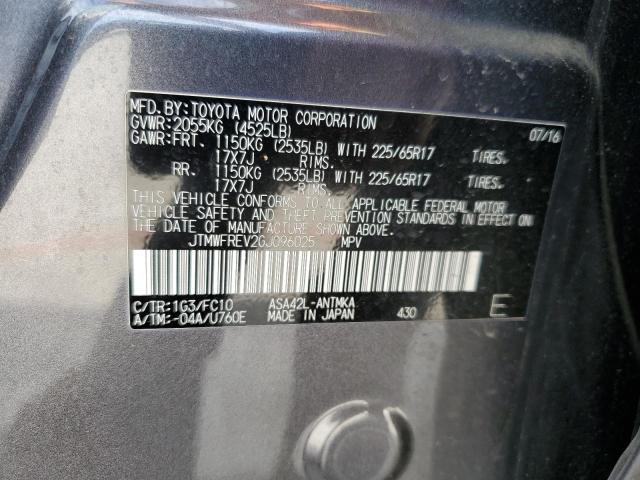 MFD.BY:TOYOTA MOTOR CORPORATION 07/16
GVWR:2055KG (4525LB)
GAWR:FRT. 1150KG (2535LB) WITH 225/65R17 TIRES.
17X7J RIMS.
RR. 1150KG (2535LB) WITH 225/65R17 TIRES.
17X7J RIMS.
THIS VEHICLE CONFORMS TO ALL APPLICABLE FEDERAL MOTOR
VEHICLE SAFETY AND THEFT PREVENTION STANDARDS IN EFFECT ON
THE DATE OF MANUFACTURE SHOWN ABOVE.
JTMWFREV2GJ096025 MPV
C/TR:1G3/FC10 ASA42L-ANTMKA
A/TM:-04A/U760E MADE IN JAPAN 430 E